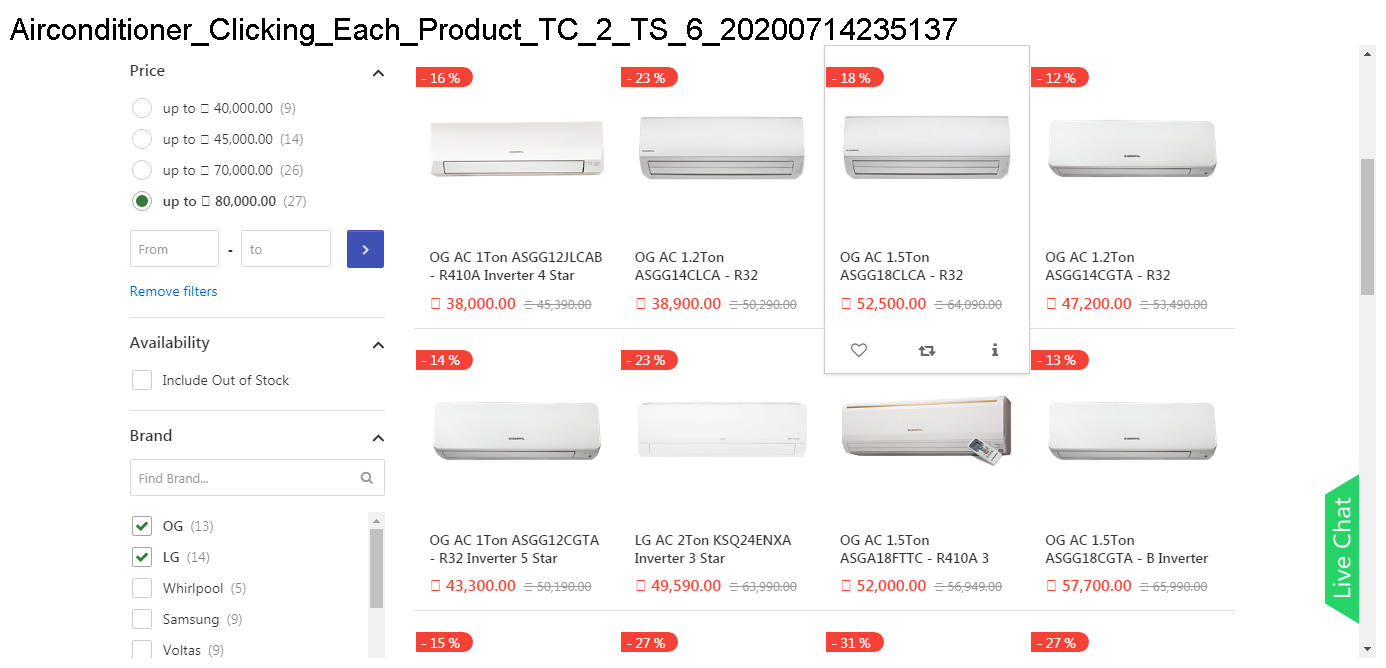 Airconditioner_Clicking_Each_Product_TC_2_TS_6_20200714235137
Price
up to 40,000.00 (9)
up to 45,000.00 (14)
up to 70,000.00 (26)
up to 80,000.00 (27)
From - to
Remove filters
Availability
Include Out of Stock
Brand
Find Brand...
OG (13)
LG (14)
Whirlpool (5)
Samsung (9)
Voltas (9)
- 16 %
- 23 %
- 18 %
- 12 %
OG AC 1Ton ASGG12JLCAB
- R410A Inverter 4 Star
38,000.00 45,390.00
OG AC 1.2Ton
ASGG14CLCA - R32
38,900.00 50,290.00
OG AC 1.5Ton
ASGG18CLCA - R32
52,500.00 64,090.00
OG AC 1.2Ton
ASGG14CGTA - R32
47,200.00 53,490.00
- 14 %
- 23 %
- 13 %
OG AC 1Ton ASGG12CGTA
- R32 Inverter 5 Star
43,300.00 50,190.00
LG AC 2Ton KSQ24ENXA
Inverter 3 Star
49,590.00 63,990.00
OG AC 1.5Ton
ASGA18FTTC - R410A 3
52,000.00 56,949.00
OG AC 1.5Ton
ASGG18CGTA - B Inverter
57,700.00 65,990.00
- 15 %
- 27 %
- 31 %
- 27 %
Live Chat